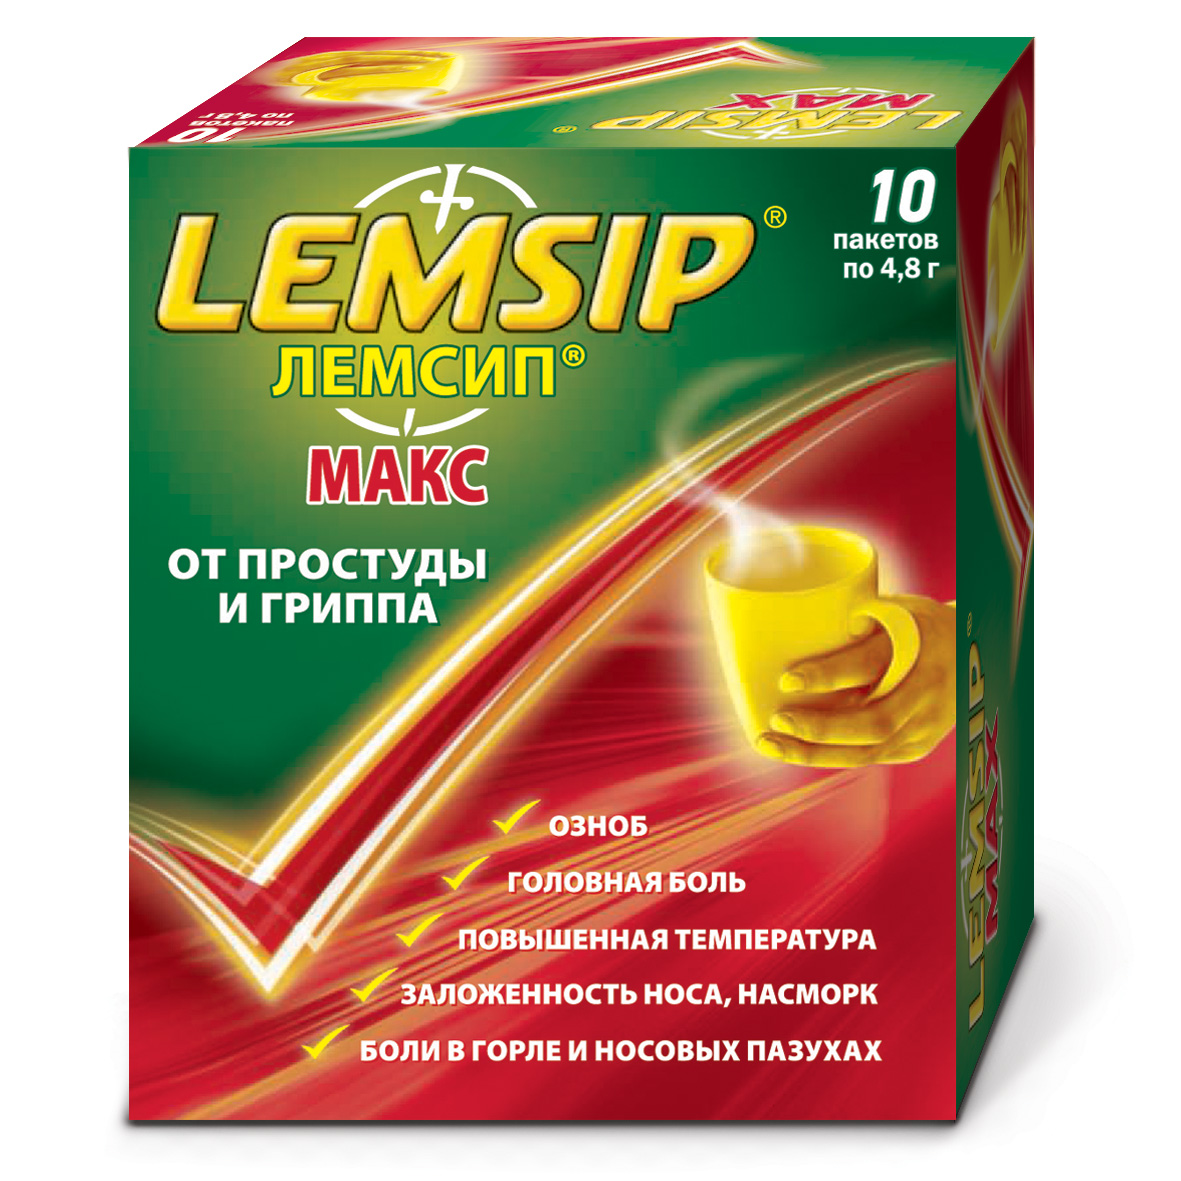 10
пакетов
по 4,8 г
LEMSIP®
MAX
LEMSIP®
ЛЕМСИП®
МАКС
10
пакетов
по 4,8 г
ОТ ПРОСТУДЫ
И ГРИППА
ОЗНОБ
ГОЛОВНАЯ БОЛЬ
ПОВЫШЕННАЯ ТЕМПЕРАТУРА
ЗАЛОЖЕННОСТЬ НОСА, НАСМОРК
БОЛИ В ГОРЛЕ И НОСОВЫХ ПАЗУХАХ
LEMSIP®
MAX